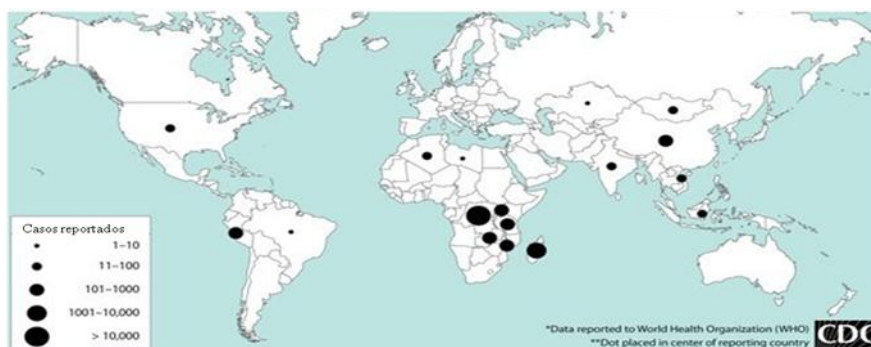 Casos reportados
1–10
11–100
101–1000
1001–10,000
> 10,000
*Data reported to World Health Organization (WHO)
**Dot placed in center of reporting country
CDC